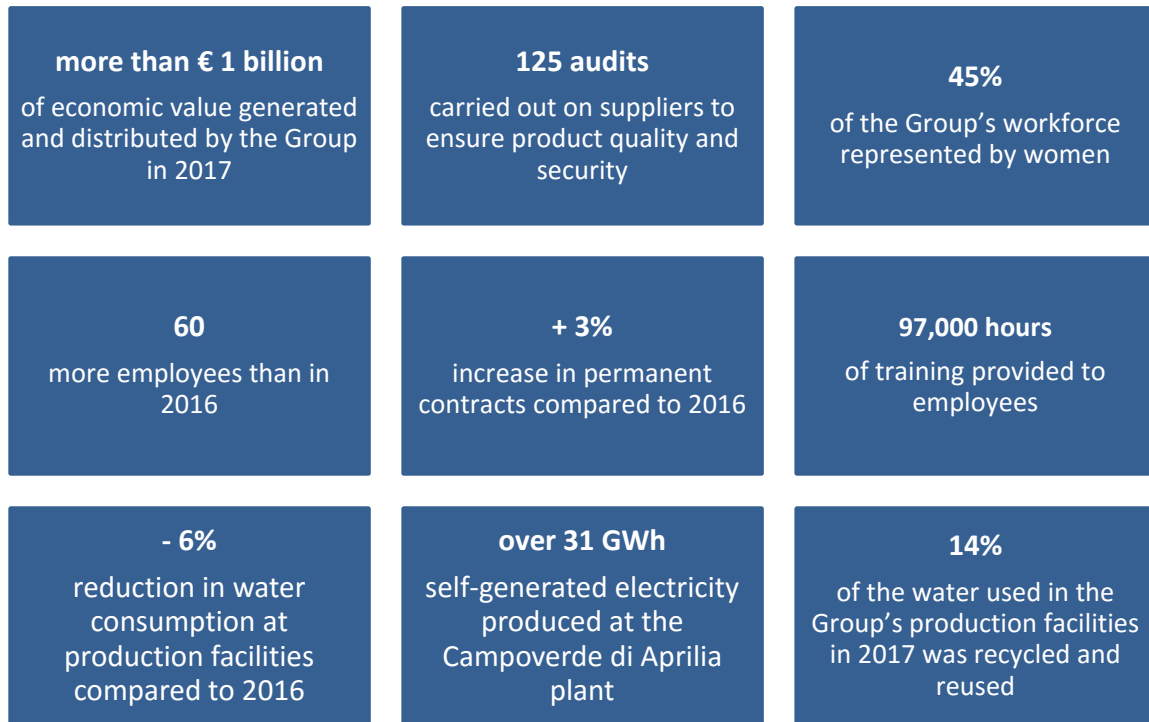 more than € 1 billion
of economic value generated
and distributed by the Group
in 2017
125 audits
carried out on suppliers to
ensure product quality and
security
45%
of the Group’s workforce
represented by women
60
more employees than in
2016
+ 3%
increase in permanent
contracts compared to 2016
97,000 hours
of training provided to
employees
- 6%
reduction in water
consumption at
production facilities
compared to 2016
over 31 GWh
self-generated electricity
produced at the
Campoverde di Aprilia
plant
14%
of the water used in the
Group’s production facilities
in 2017 was recycled and
reused